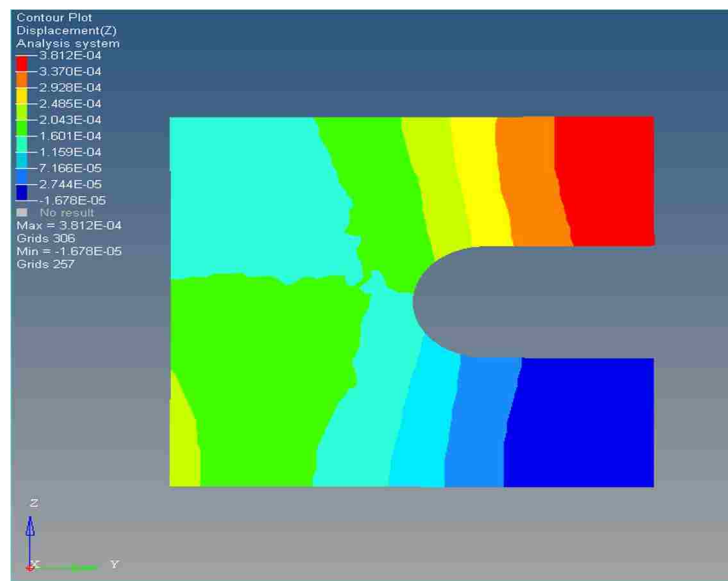 Contour Plot
Displacement(Z)
Analysis system
3.812E-04
3.370E-04
2.928E-04
2.485E-04
2.043E-04
1.601E-04
1.159E-04
7.166E-05
2.744E-05
-1.678E-05
No result
Max = 3.812E-04
Grids 306
Min = -1.678E-05
Grids 257
Z
X Y